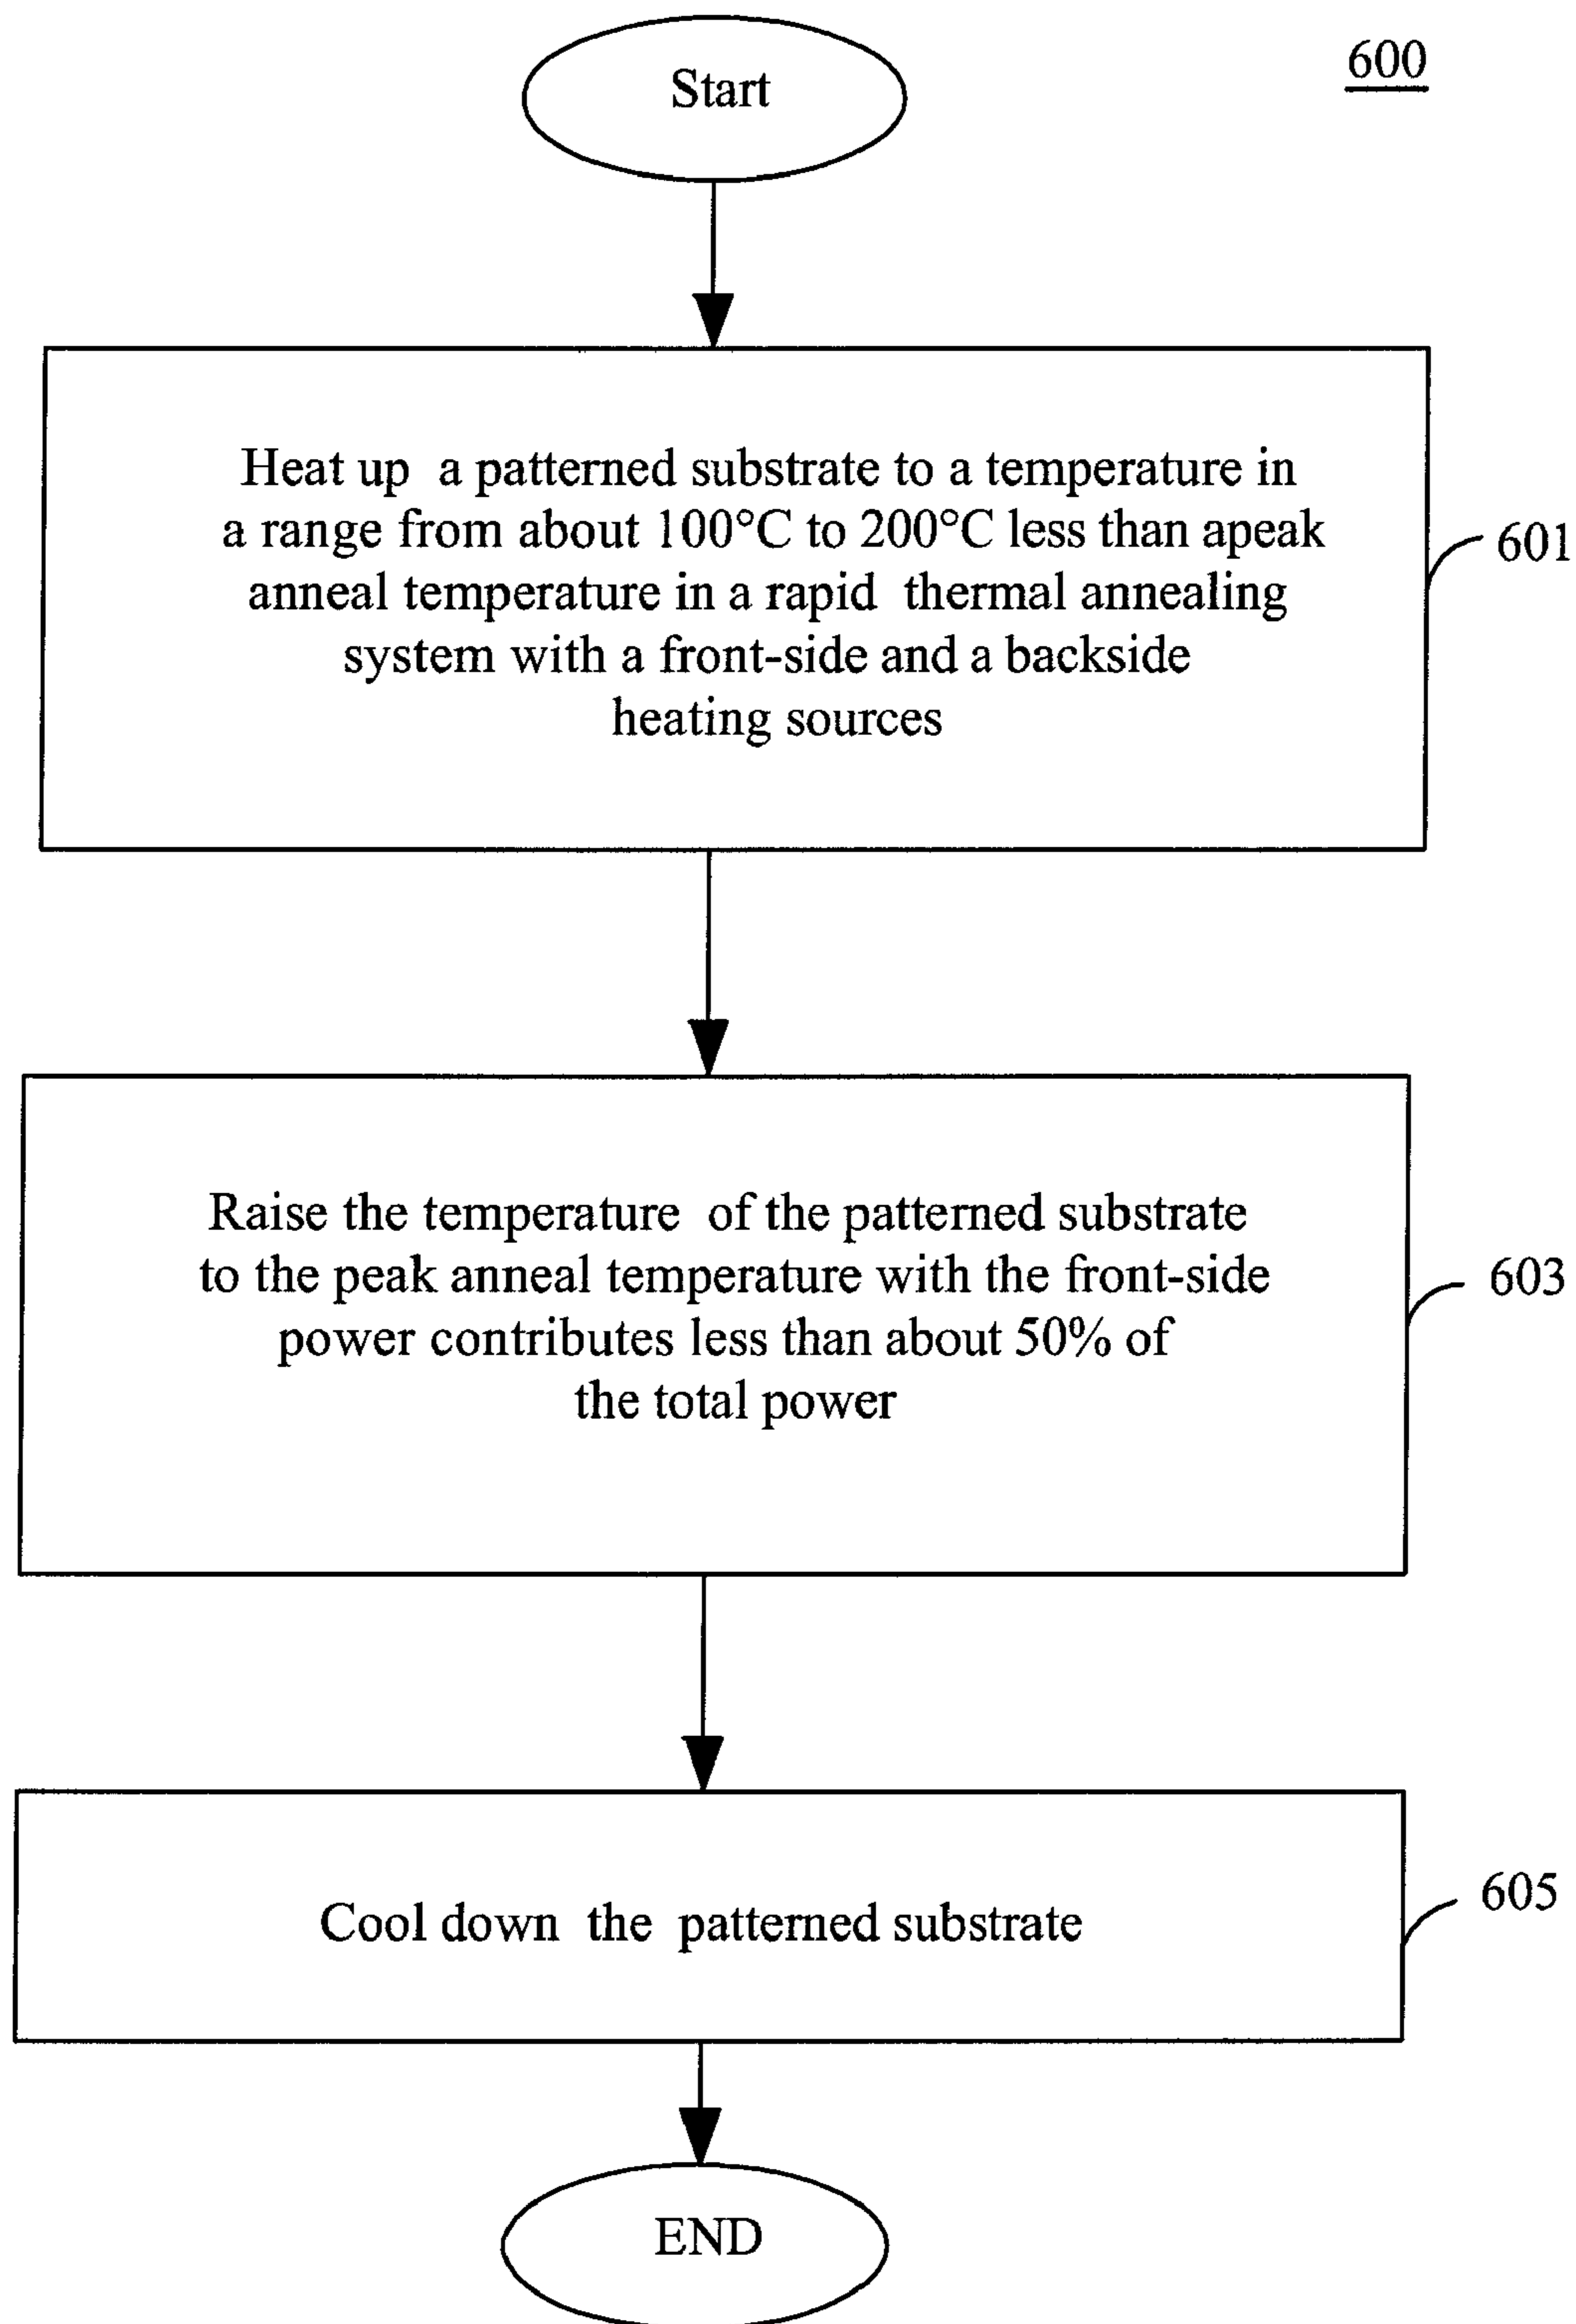 600
Start
Heat up a patterned substrate to a temperature in
a range from about 100°C to 200°C less than apeak
anneal temperature in a rapid thermal annealing
system with a front-side and a backside
heating sources
601
Raise the temperature of the patterned substrate
to the peak anneal temperature with the front-side
power contributes less than about 50% of
the total power
603
Cool down the patterned substrate
605
END